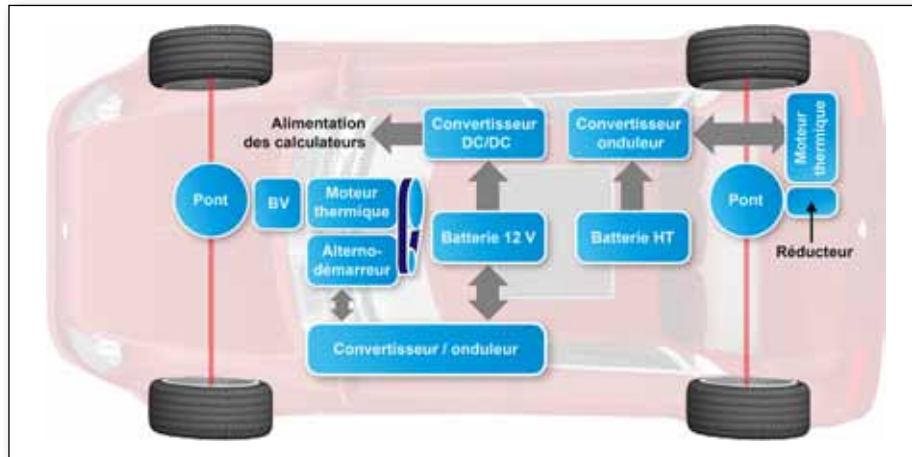 Alimentation
des calculateurs
Convertisseur
DC/DC
Convertisseur
onduleur
Moteur
thermique
Pont
BV
Moteur
thermique
Pont
Alterno-
démarreur
Batterie 12 V
Batterie HT
Réducteur
Convertisseur / onduleur